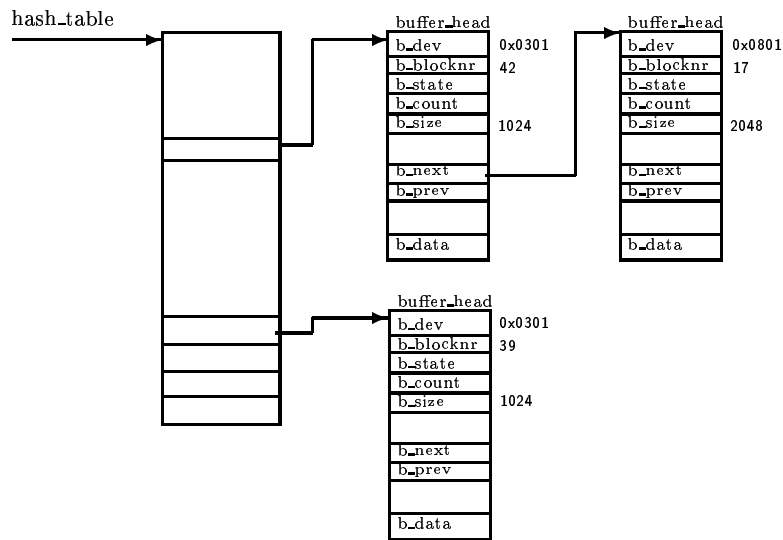 hash_table
buffer_head
b_dev 0x0301
b_blocknr 42
b_state
b_count
b_size 1024
b_next
b_prev
b_data
buffer_head
b_dev 0x0801
b_blocknr 17
b_state
b_count
b_size 2048
b_next
b_prev
b_data
buffer_head
b_dev 0x0301
b_blocknr 39
b_state
b_count
b_size 1024
b_next
b_prev
b_data